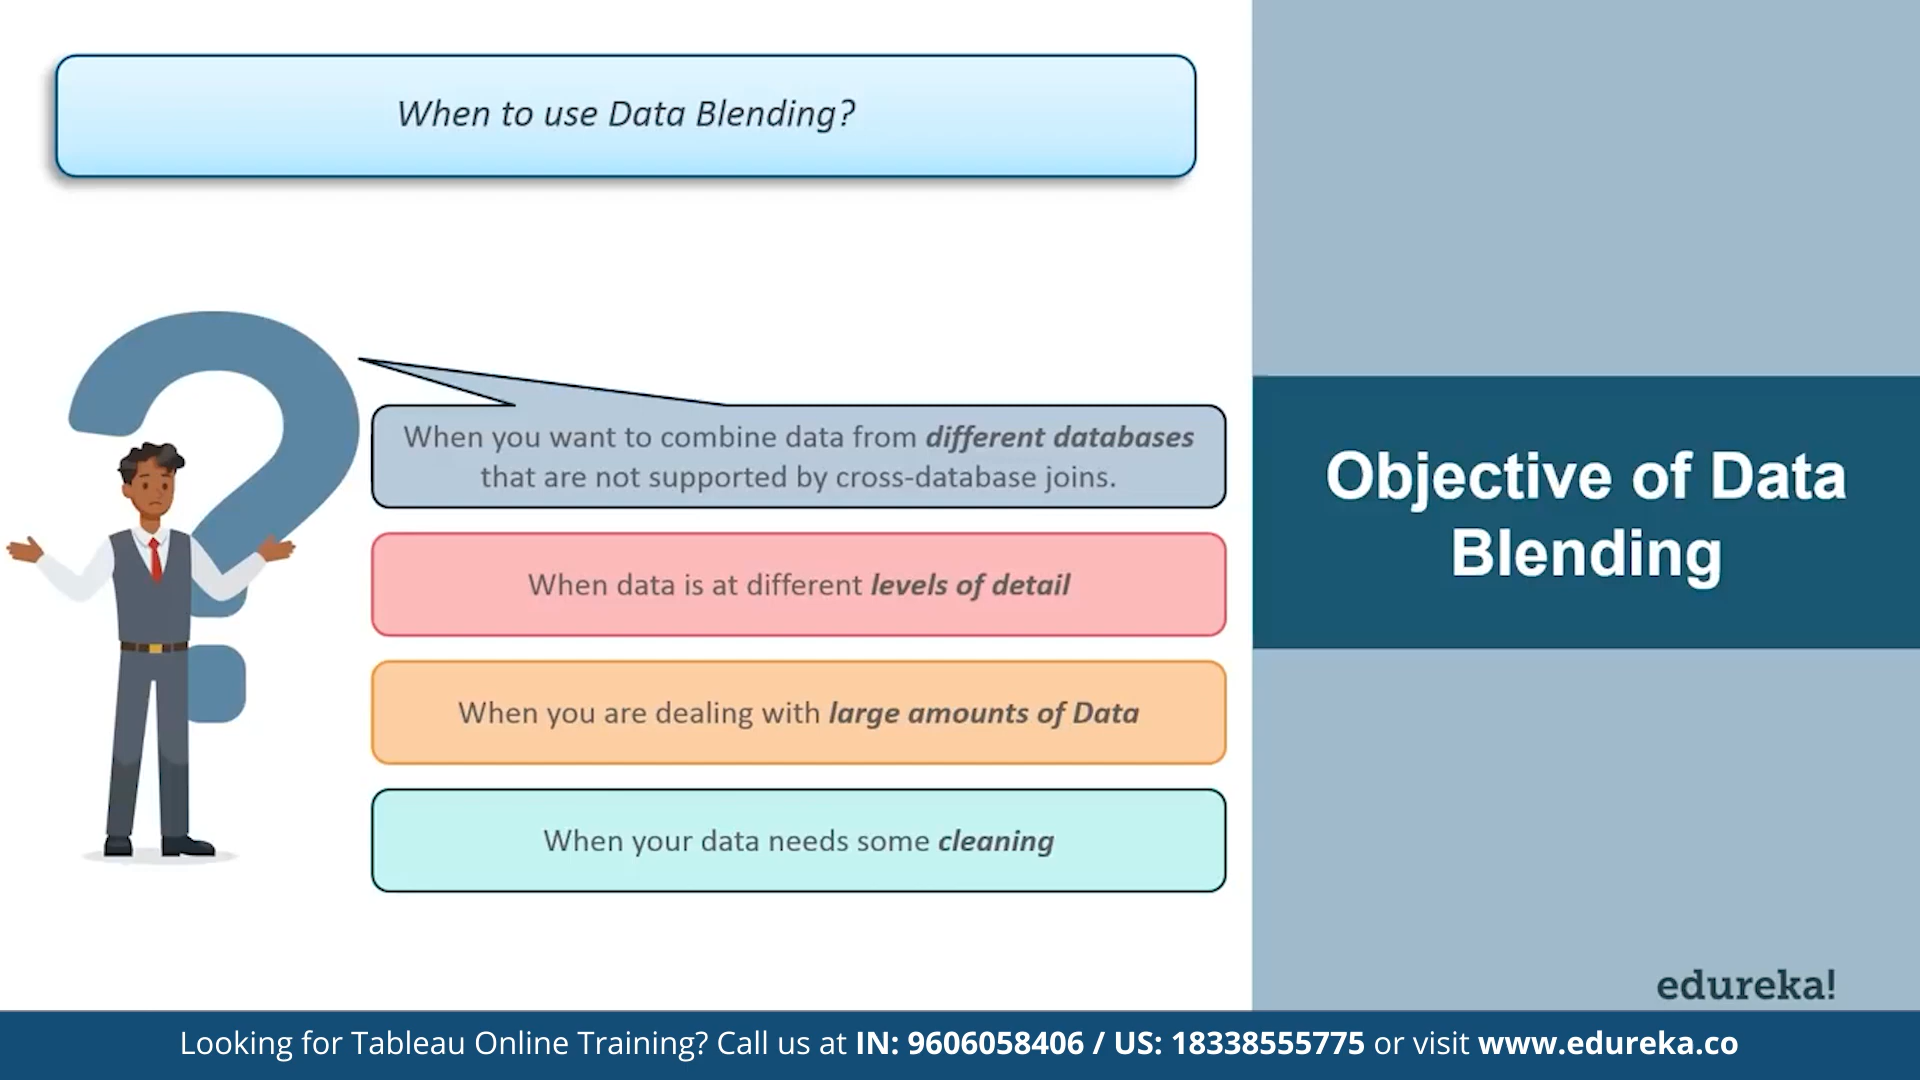 When to use Data Blending?
When you want to combine data from different databases
that are not supported by cross-database joins.
When data is at different levels of detail
When you are dealing with large amounts of Data
When your data needs some cleaning
Objective of Data
Blending
edureka!
Looking for Tableau Online Training? Call us at IN: 9606058406 / US: 18338555775 or visit www.edureka.co